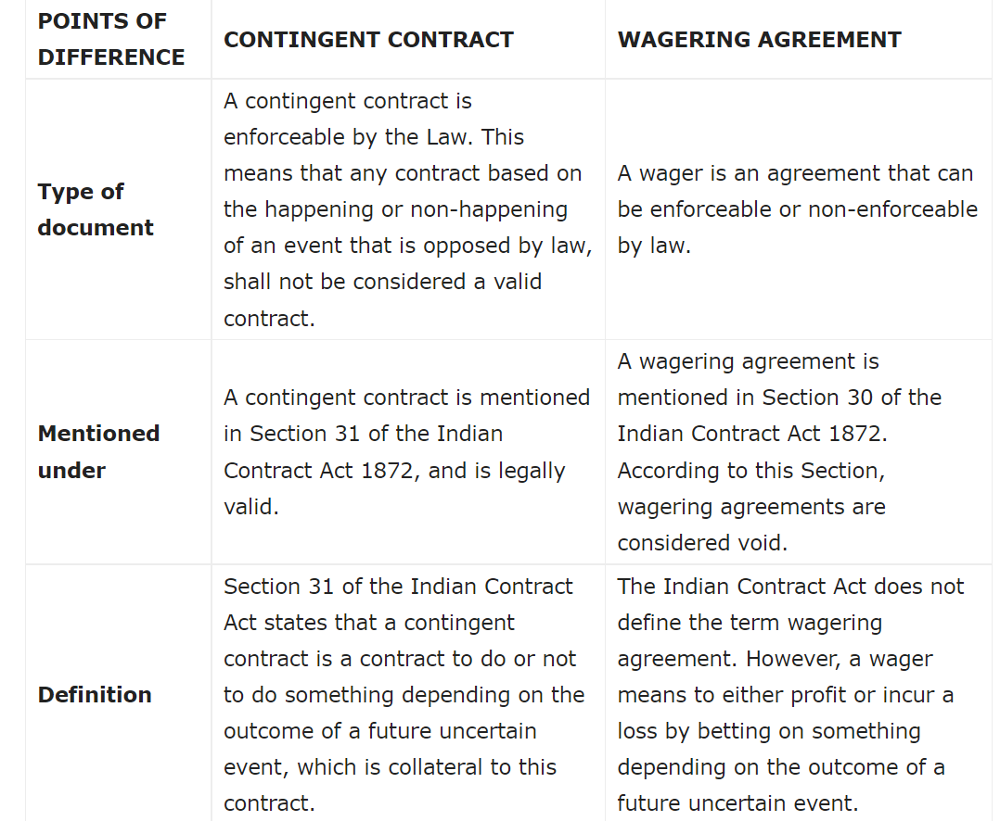 POINTS OF
DIFFERENCE
CONTINGENT CONTRACT
WAGERING AGREEMENT
Type of
document
A contingent contract is
enforceable by the Law. This
means that any contract based on
the happening or non-happening
of an event that is opposed by law,
shall not be considered a valid
contract.
A wager is an agreement that can
be enforceable or non-enforceable
by law.
Mentioned
under
A contingent contract is mentioned
in Section 31 of the Indian
Contract Act 1872, and is legally
valid.
A wagering agreement is
mentioned in Section 30 of the
Indian Contract Act 1872.
According to this Section,
wagering agreements are
considered void.
Definition
Section 31 of the Indian Contract
Act states that a contingent
contract is a contract to do or not
to do something depending on the
outcome of a future uncertain
event, which is collateral to this
contract.
The Indian Contract Act does not
define the term wagering
agreement. However, a wager
means to either profit or incur a
loss by betting on something
depending on the outcome of a
future uncertain event.